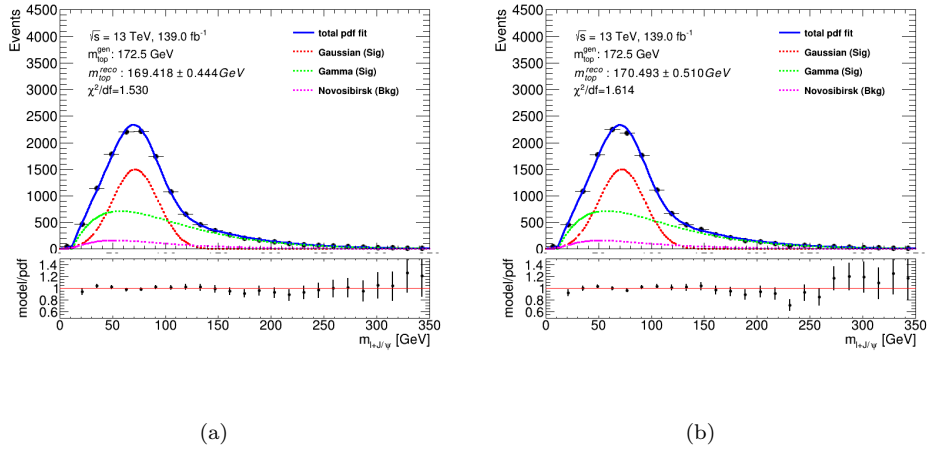 Events
4500
4000
3500
3000
2500
2000
1500
1000
500
0
√s = 13 TeV, 139.0 fb⁻¹
m_top^gen : 172.5 GeV
m_top^reco : 169.418 ± 0.444GeV
χ²/df=1.530
total pdf fit
Gaussian (Sig)
Gamma (Sig)
Novosibirsk (Bkg)
model/pdf
1.4
1.2
1
0.8
0.6
0 50 100 150 200 250 300 350
m_l+J/ψ [GeV]
(a)
Events
4500
4000
3500
3000
2500
2000
1500
1000
500
0
√s = 13 TeV, 139.0 fb⁻¹
m_top^gen : 172.5 GeV
m_top^reco : 170.493 ± 0.510GeV
χ²/df=1.614
total pdf fit
Gaussian (Sig)
Gamma (Sig)
Novosibirsk (Bkg)
model/pdf
1.4
1.2
1
0.8
0.6
0 50 100 150 200 250 300 350
m_l+J/ψ [GeV]
(b)